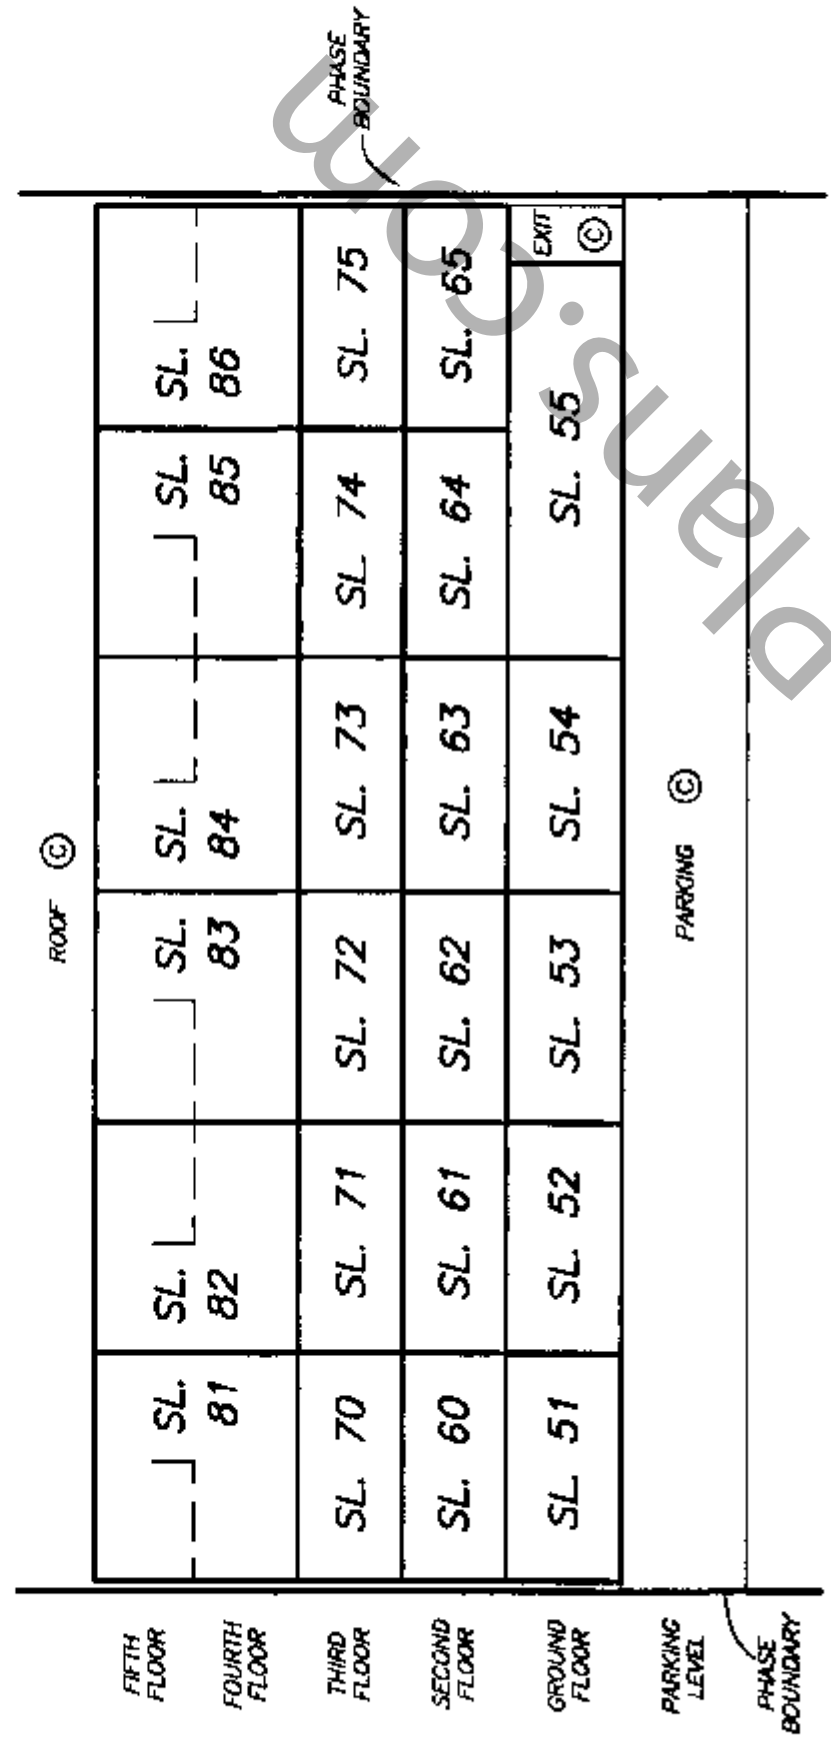 ROOF ©
FIFTH
FLOOR
FOURTH
FLOOR
SL.
81
SL.
82
SL.
83
SL.
84
SL.
85
SL.
86
THIRD
FLOOR
SL. 70
SL. 71
SL. 72
SL. 73
SL. 74
SL. 75
SECOND
FLOOR
SL. 60
SL. 61
SL. 62
SL. 63
SL. 64
SL. 65
GROUND
FLOOR
SL. 51
SL. 52
SL. 53
SL. 54
SL. 55
EXIT
©
PARKING
LEVEL
PARKING ©
PHASE
BOUNDARY
PHASE
BOUNDARY
plans.com